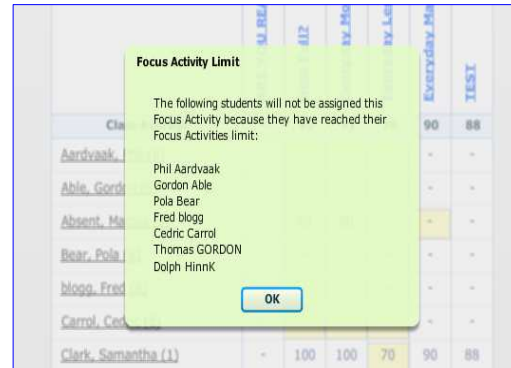 Everyday Ma
TEST
90 88
Focus Activity Limit
The following students will not be assigned this
Focus Activity because they have reached their
Focus Activities limit:
Phil Aardvaak
Gordon Able
Pola Bear
Fred blogg
Cedric Carrol
Thomas GORDON
Dolph HinnK
OK
Aardvaak,
Able, Gord
Absent, Ma
Bear, Pola
blogg, Fred
Carrol, Ced
Clark, Samantha (1) - 100 100 70 90 88